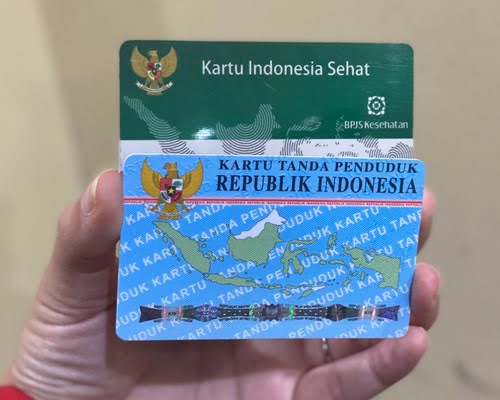 Kartu Indonesia Sehat
BPJS Kesehatan
KARTU TANDA PENDUDUK
REPUBLIK INDONESIA